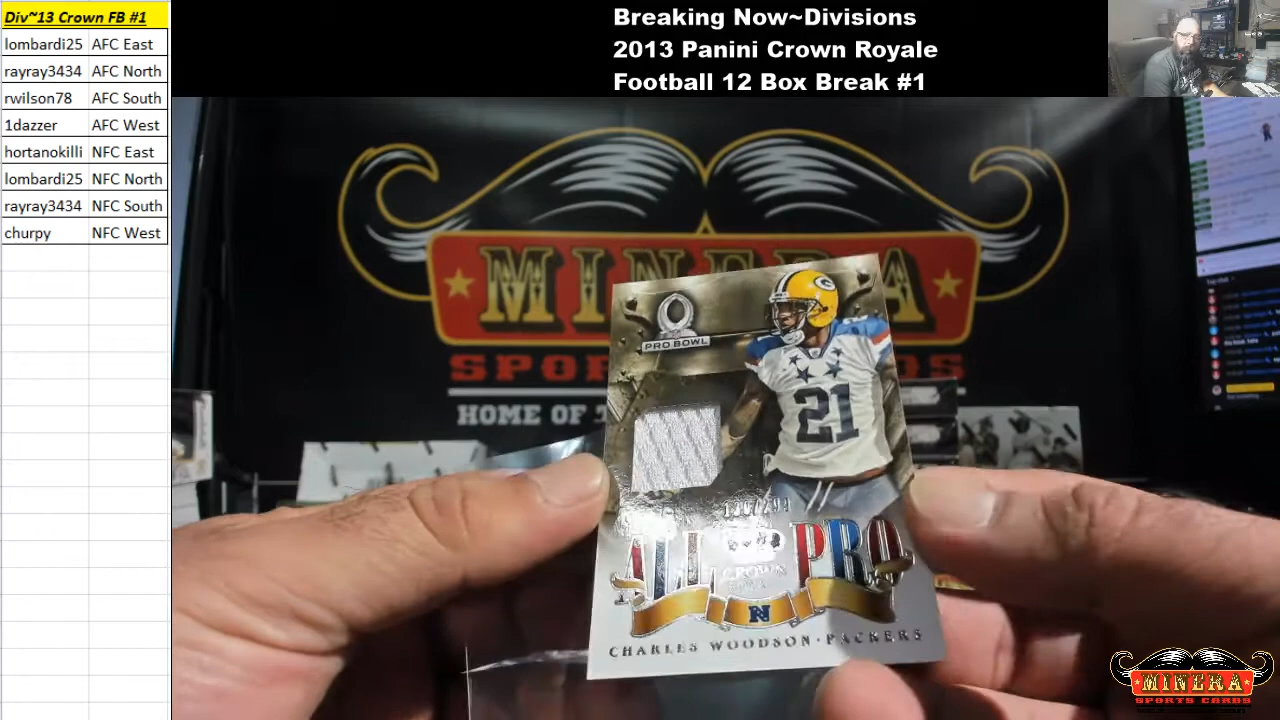 Div~13 Crown FB #1
lombardi25 AFC East
rayray3434 AFC North
rwilson78 AFC South
1dazzer AFC West
hortanokilli NFC East
lombardi25 NFC North
rayray3434 NFC South
churpy NFC West
Breaking Now~Divisions
2013 Panini Crown Royale
Football 12 Box Break #1
MINERA
HOME OF
PRO BOWL
21
ALL PRO
CROWN
N
CHARLES WOODSON · PACKERS
MINERA
SPORTS CARDS